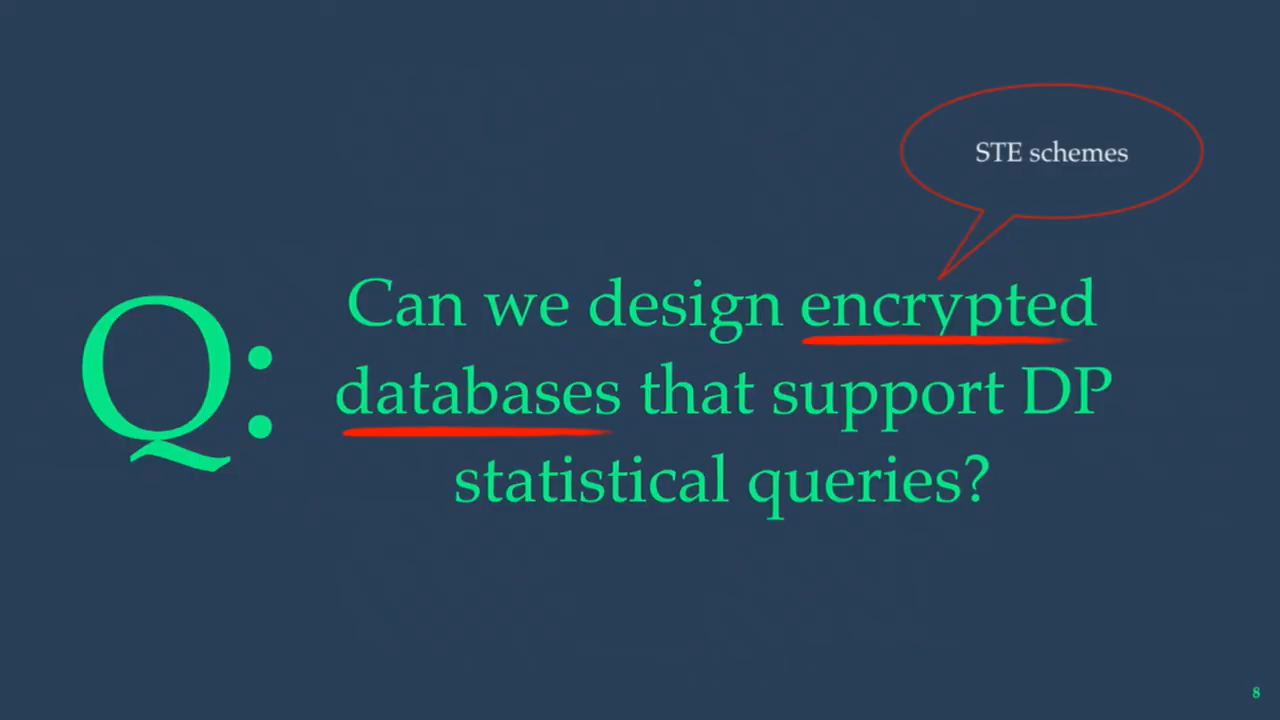 STE schemes
Q:
Can we design encrypted
databases that support DP
statistical queries?
8